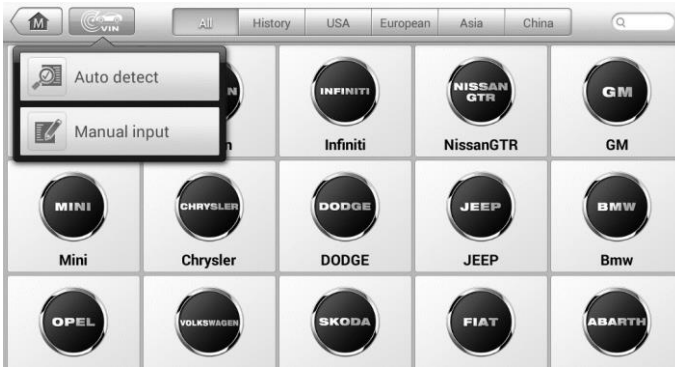 M VIN All History USA European Asia China
Auto detect
Manual input
INFINITI NISSAN GTR GM
Infiniti NissanGTR GM
MINI CHRYSLER DODGE JEEP BMW
Mini Chrysler DODGE JEEP Bmw
OPEL VOLKSWAGEN SKODA FIAT ABARTH